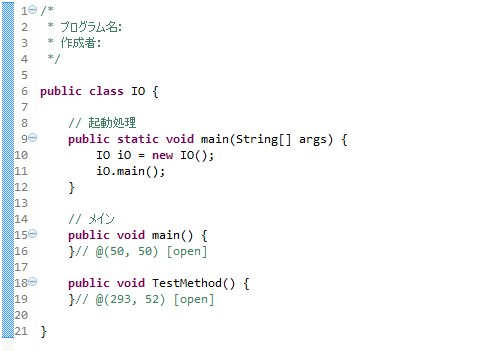 1 /*
2  * プログラム名:
3  * 作成者:
4  */
5
6 public class IO {
7
8     // 起動処理
9     public static void main(String[] args) {
10         IO iO = new IO();
11         iO.main();
12     }
13
14     // メイン
15     public void main() {
16     }// @(50, 50) [open]
17
18     public void TestMethod() {
19     }// @(293, 52) [open]
20
21 }